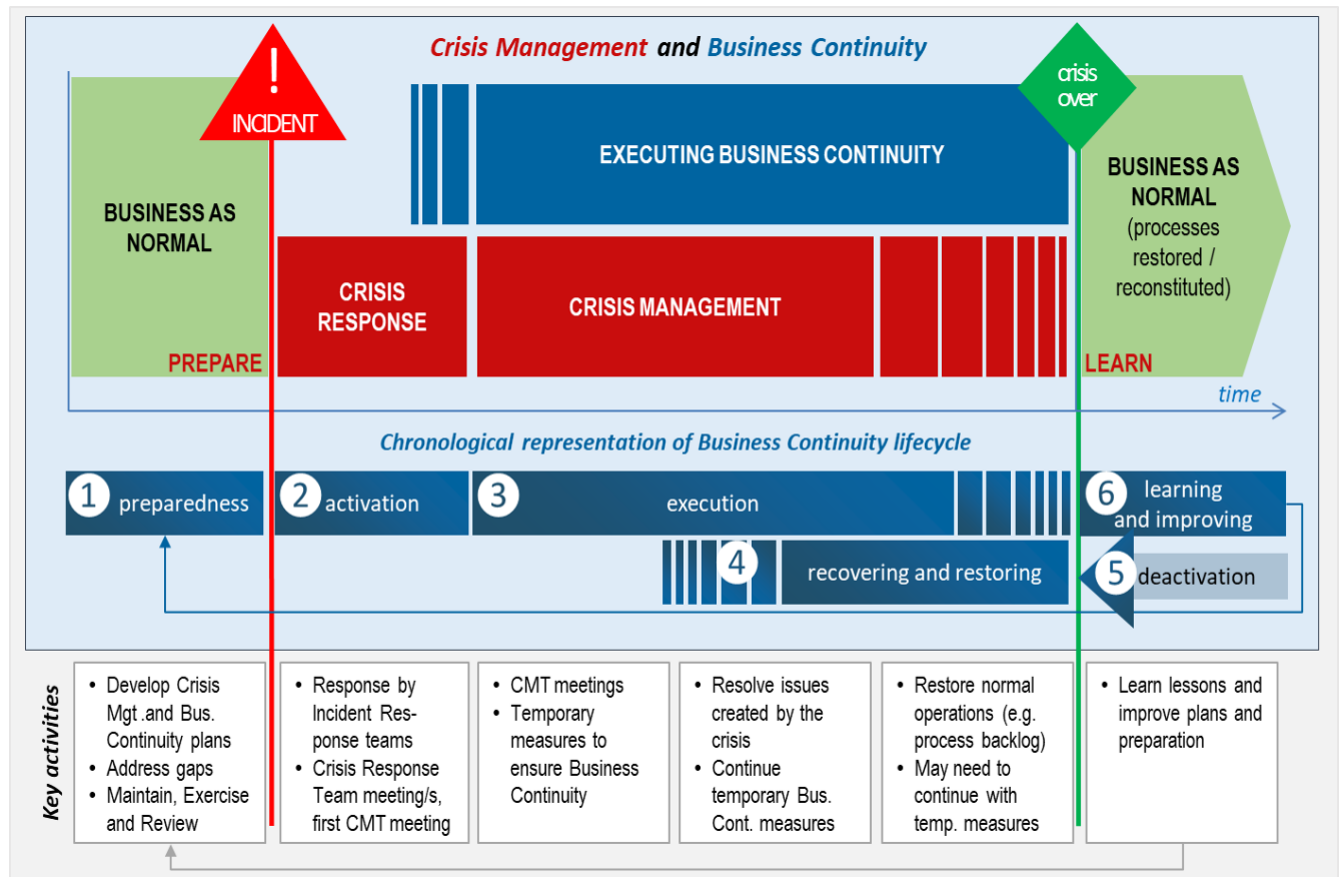 Crisis Management and Business Continuity
!
INCIDENT
crisis
over
BUSINESS AS
NORMAL
PREPARE
EXECUTING BUSINESS CONTINUITY
CRISIS
RESPONSE
CRISIS MANAGEMENT
BUSINESS AS
NORMAL
(processes
restored /
reconstituted)
LEARN
time
Chronological representation of Business Continuity lifecycle
1 preparedness
2 activation
3 execution
4 recovering and restoring
5 deactivation
6 learning
and improving
Key activities
• Develop Crisis
Mgt .and Bus.
Continuity plans
• Address gaps
• Maintain, Exercise
and Review
• Response by
Incident Res-
ponse teams
• Crisis Response
Team meeting/s,
first CMT meeting
• CMT meetings
• Temporary
measures to
ensure Business
Continuity
• Resolve issues
created by the
crisis
• Continue
temporary Bus.
Cont. measures
• Restore normal
operations (e.g.
process backlog)
• May need to
continue with
temp. measures
• Learn lessons and
improve plans and
preparation